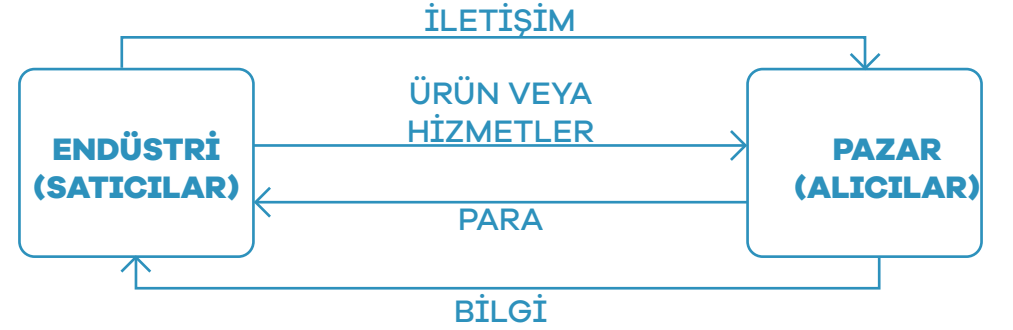 İLETİŞİM
ÜRÜN VEYA
HİZMETLER
ENDÜSTRİ
(SATICILAR)
PAZAR
(ALICILAR)
PARA
BİLGİ